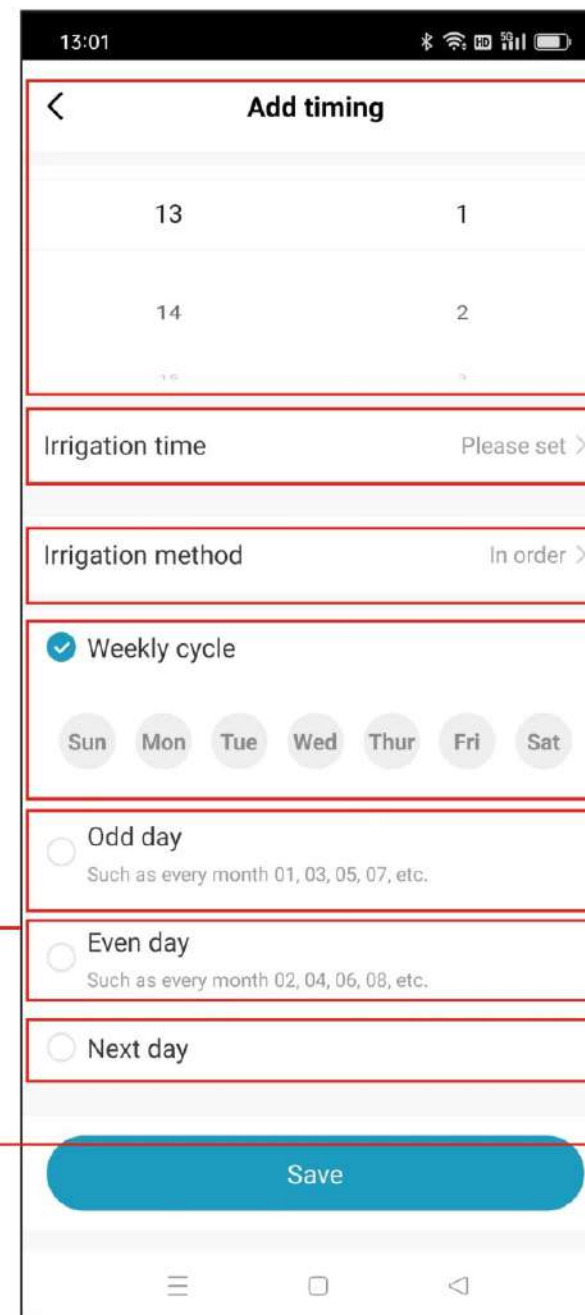 13:01
HD 5G
Add timing
13 1
14 2
Irrigation time Please set
Irrigation method In order
Weekly cycle
Sun Mon Tue Wed Thur Fri Sat
Odd day
Such as every month 01, 03, 05, 07, etc.
Even day
Such as every month 02, 04, 06, 08, etc.
Next day
Save